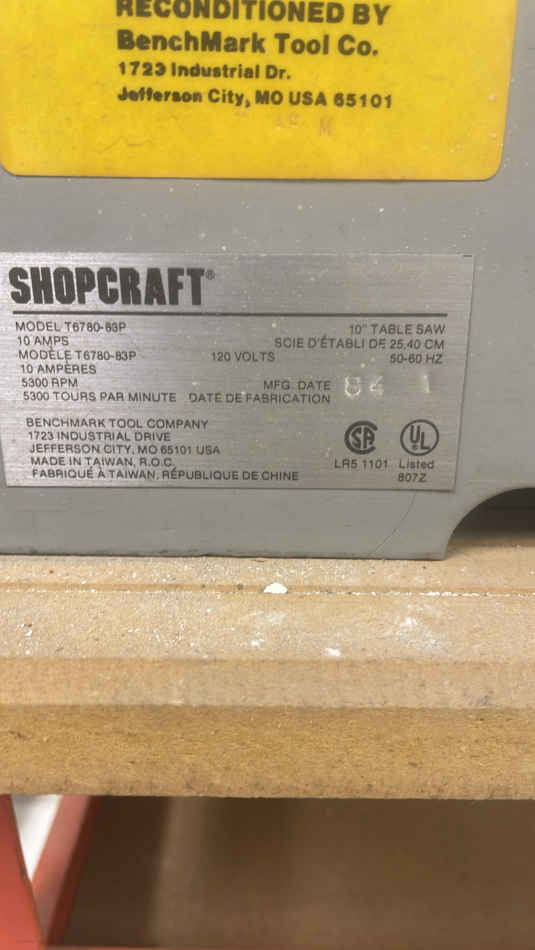 RECONDITIONED BY
BenchMark Tool Co.
1723 Industrial Dr.
Jefferson City, MO USA 65101
SHOPCRAFT®
MODEL T6780-83P 10" TABLE SAW
10 AMPS SCIE D'ÉTABLI DE 25,40 CM
MODÈLE T6780-83P 120 VOLTS 50-60 HZ
10 AMPÈRES
5300 RPM MFG. DATE 84 1
5300 TOURS PAR MINUTE DATE DE FABRICATION
BENCHMARK TOOL COMPANY
1723 INDUSTRIAL DRIVE
JEFFERSON CITY, MO 65101 USA
MADE IN TAIWAN, R.O.C.
FABRIQUÉ À TAIWAN, RÉPUBLIQUE DE CHINE
SA UL
LR5 1101 Listed
807Z